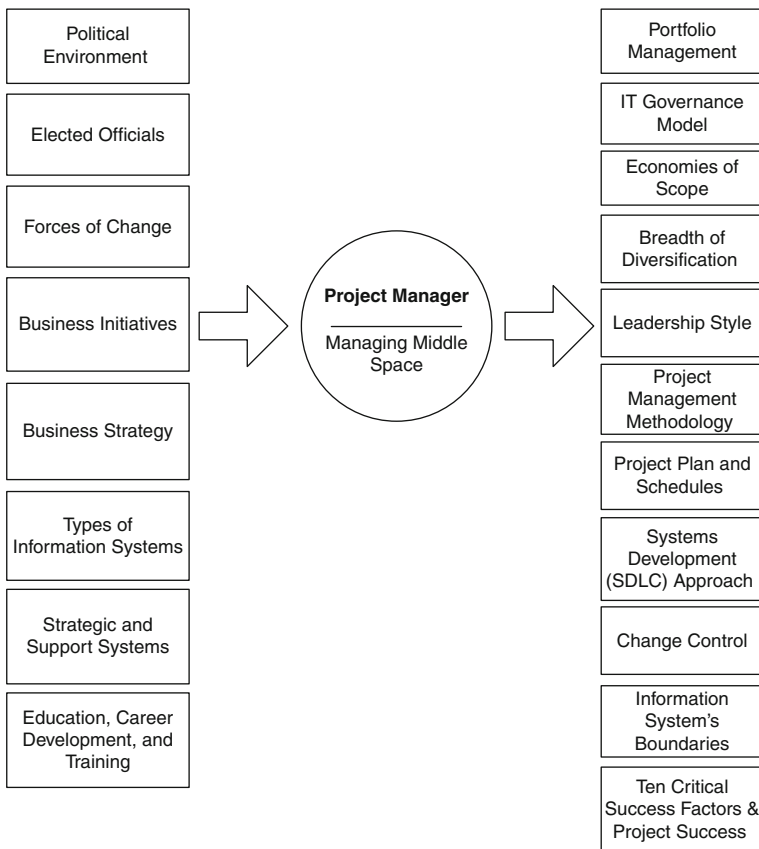 Political
Environment
Elected Officials
Forces of Change
Business Initiatives
Business Strategy
Types of
Information Systems
Strategic and
Support Systems
Education, Career
Development, and
Training
Project Manager
Managing Middle
Space
Portfolio
Management
IT Governance
Model
Economies of
Scope
Breadth of
Diversification
Leadership Style
Project
Management
Methodology
Project Plan and
Schedules
Systems
Development
(SDLC) Approach
Change Control
Information
System's
Boundaries
Ten Critical
Success Factors &
Project Success